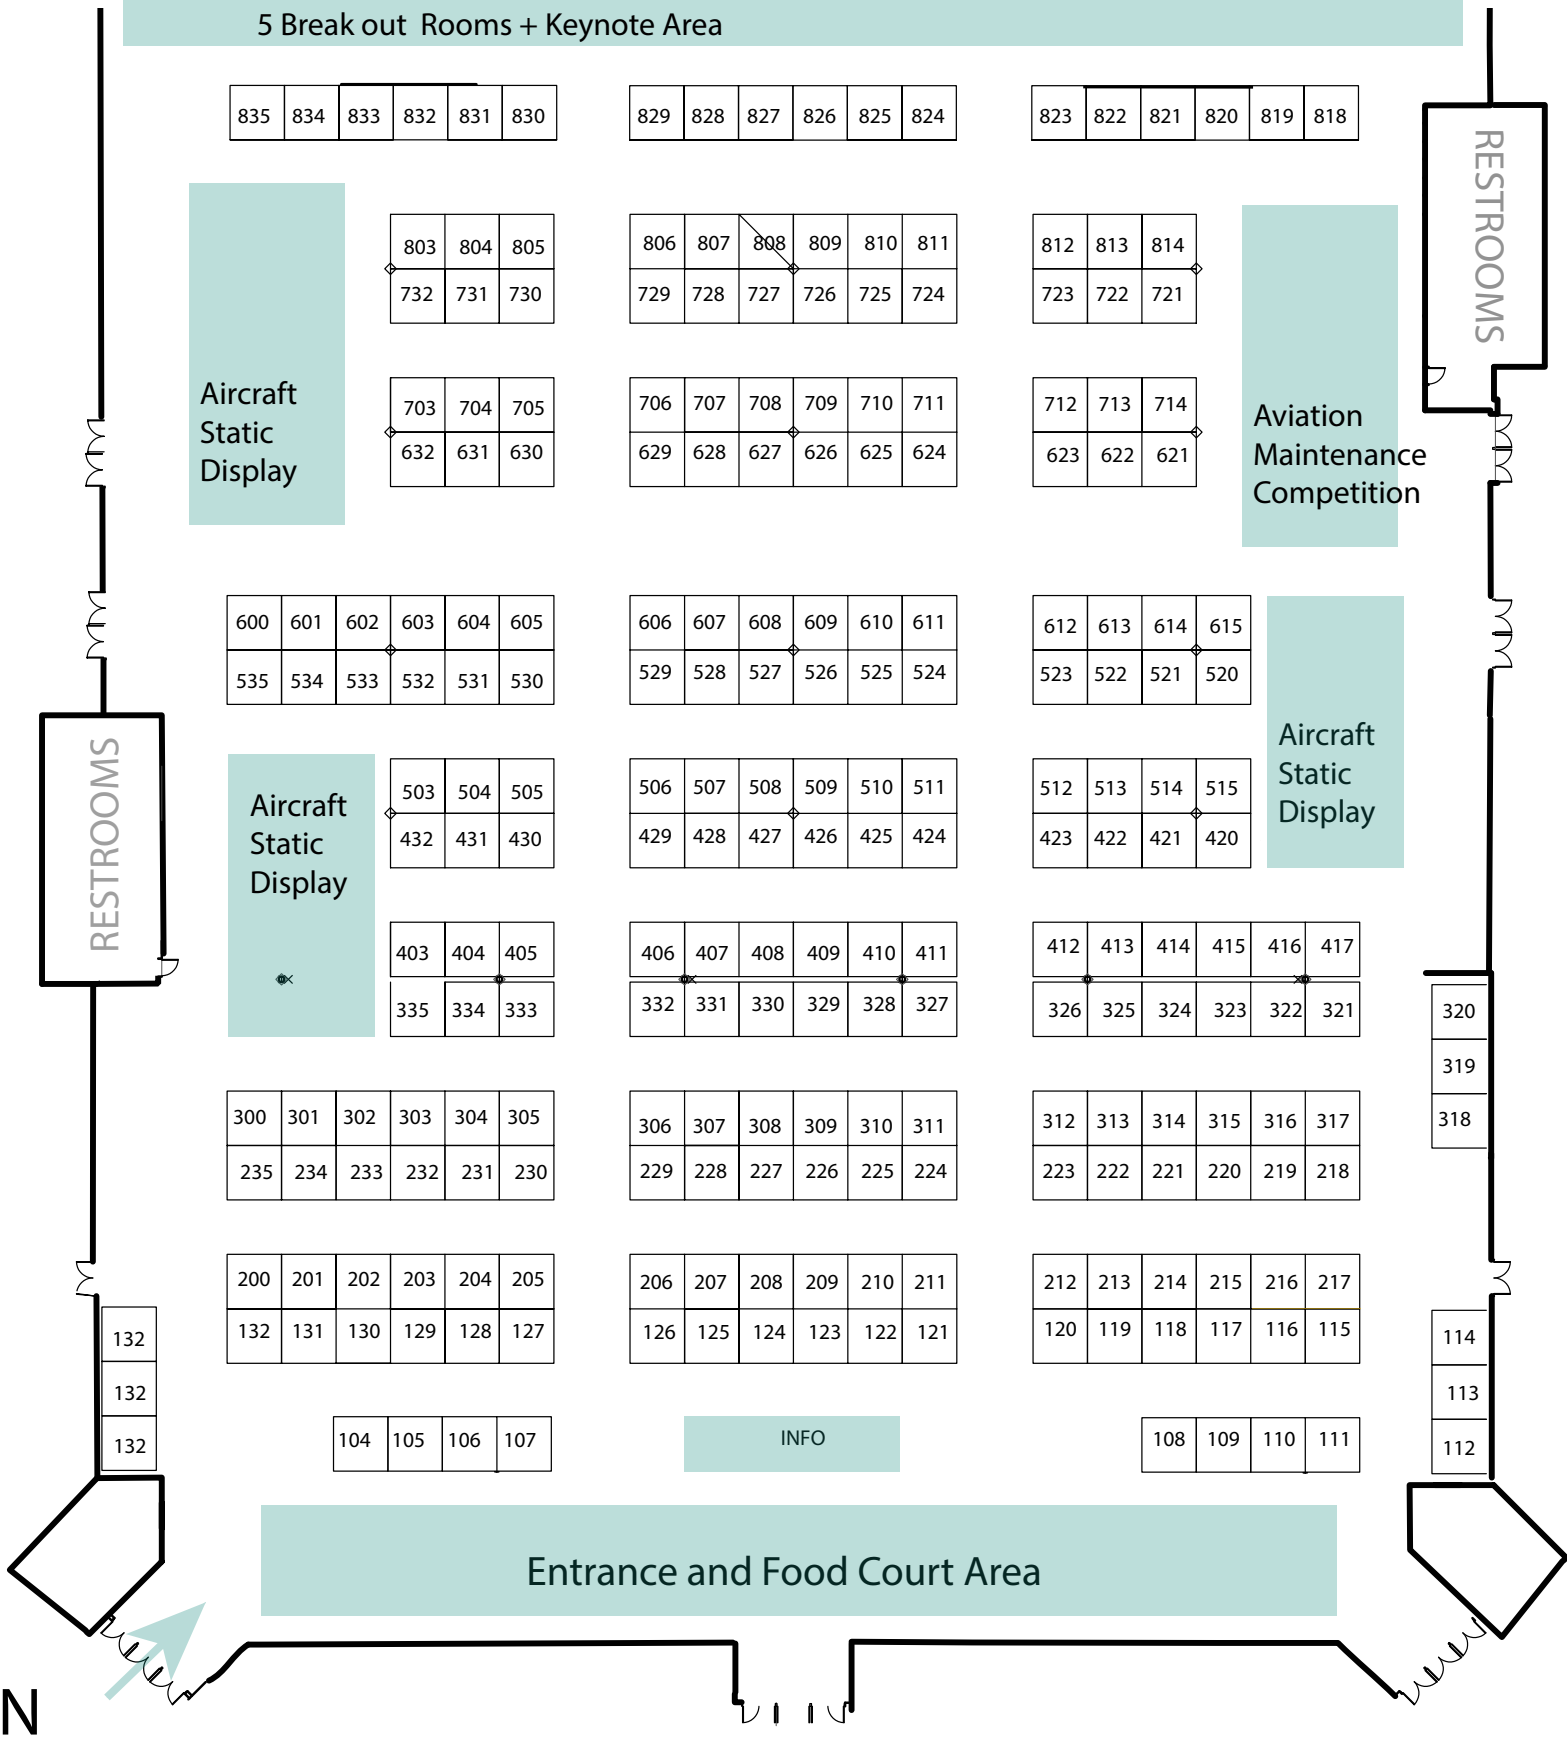 5 Break out Rooms + Keynote Area
835 834 833 832 831 830 829 828 827 826 825 824 823 822 821 820 819 818
RESTROOMS
803 804 805 806 807 808 809 810 811 812 813 814
732 731 730 729 728 727 726 725 724 723 722 721
Aircraft
Static
Display
703 704 705 706 707 708 709 710 711 712 713 714
632 631 630 629 628 627 626 625 624 623 622 621
Aviation
Maintenance
Competition
600 601 602 603 604 605 606 607 608 609 610 611 612 613 614 615
535 534 533 532 531 530 529 528 527 526 525 524 523 522 521 520
Aircraft
Static
Display
RESTROOMS
Aircraft
Static
Display
503 504 505 506 507 508 509 510 511 512 513 514 515
432 431 430 429 428 427 426 425 424 423 422 421 420
403 404 405 406 407 408 409 410 411 412 413 414 415 416 417
335 334 333 332 331 330 329 328 327 326 325 324 323 322 321
320
319
318
300 301 302 303 304 305 306 307 308 309 310 311 312 313 314 315 316 317
235 234 233 232 231 230 229 228 227 226 225 224 223 222 221 220 219 218
200 201 202 203 204 205 206 207 208 209 210 211 212 213 214 215 216 217
132 131 130 129 128 127 126 125 124 123 122 121 120 119 118 117 116 115
132
132
132
114
113
112
104 105 106 107
INFO
108 109 110 111
Entrance and Food Court Area
N